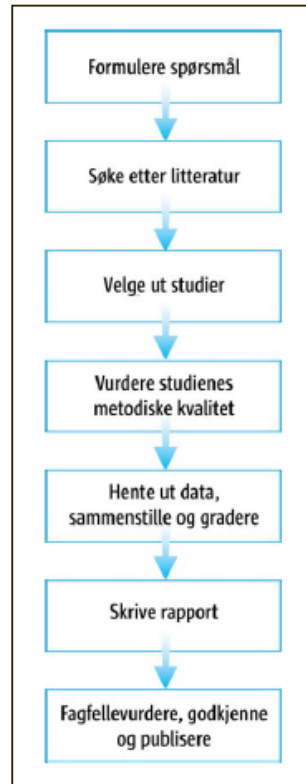 Formulere spørsmål
Søke etter litteratur
Velge ut studier
Vurdere studienes
metodiske kvalitet
Hente ut data,
sammenstille og gradere
Skrive rapport
Fagfellevurdere, godkjenne
og publisere